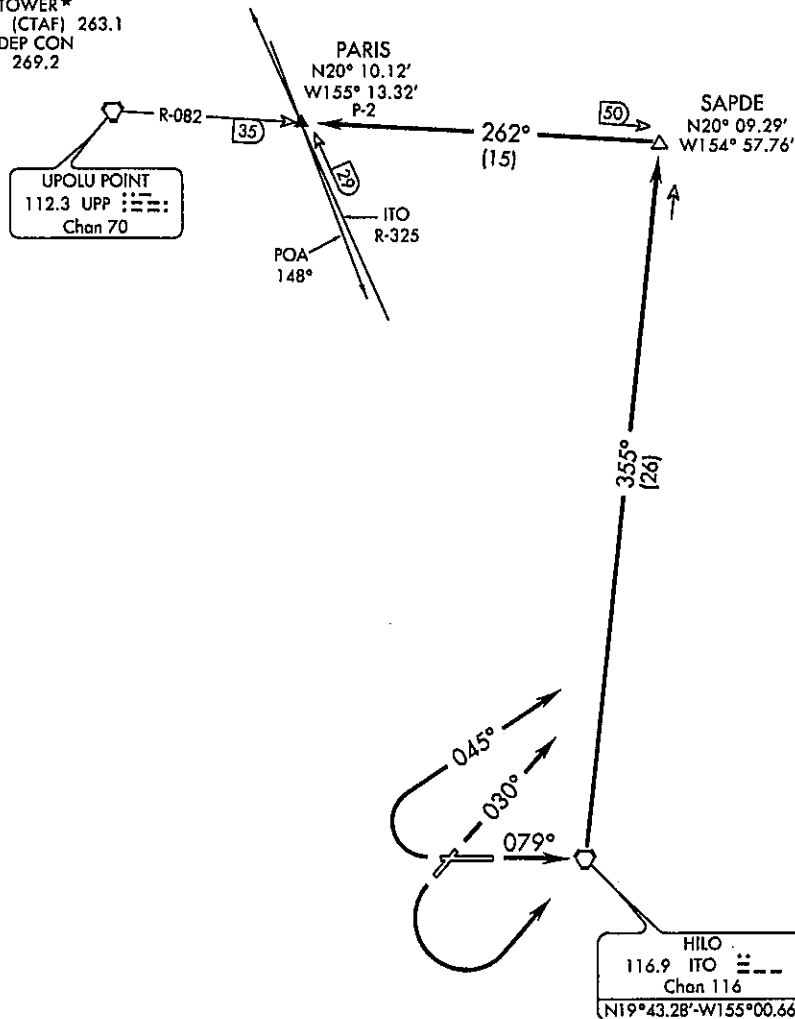 TOWER*
(CTAF) 263.1
DEP CON
269.2
PARIS
N20° 10.12'
W155° 13.32'
P-2
SAPDE
N20° 09.29'
W154° 57.76'
R-082
35
50
262°
(15)
29
UPOLU POINT
112.3 UPP
Chan 70
ITO
R-325
POA
148°
355°
(26)
045°
030°
079°
HILO
116.9 ITO
Chan 116
N19°43.28'-W155°00.66